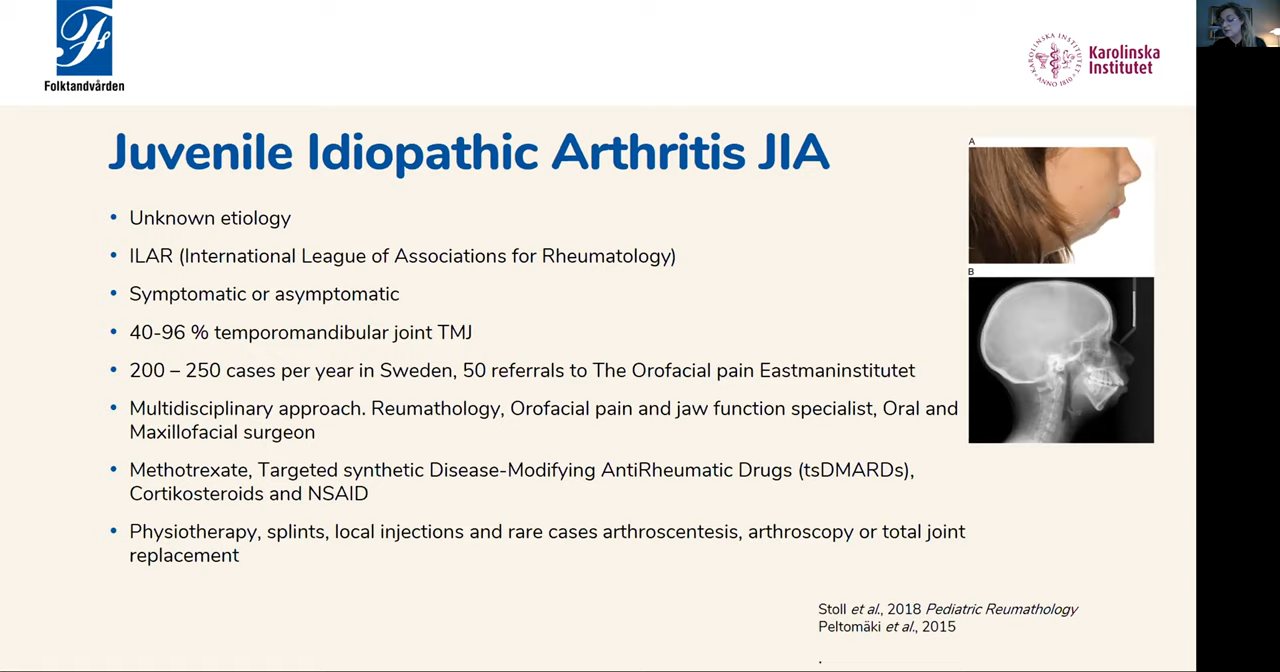 Folktandvården
KAROLINSKA INSTITUTET
ANNO 1810
Karolinska
Institutet
Juvenile Idiopathic Arthritis JIA
• Unknown etiology
• ILAR (International League of Associations for Rheumatology)
• Symptomatic or asymptomatic
• 40-96 % temporomandibular joint TMJ
• 200 – 250 cases per year in Sweden, 50 referrals to The Orofacial pain Eastmaninstitutet
• Multidisciplinary approach. Reumathology, Orofacial pain and jaw function specialist, Oral and
Maxillofacial surgeon
• Methotrexate, Targeted synthetic Disease-Modifying AntiRheumatic Drugs (tsDMARDs),
Cortikosteroids and NSAID
• Physiotherapy, splints, local injections and rare cases arthroscentesis, arthroscopy or total joint
replacement
A
B
Stoll et al., 2018 Pediatric Reumathology
Peltomäki et al., 2015
.